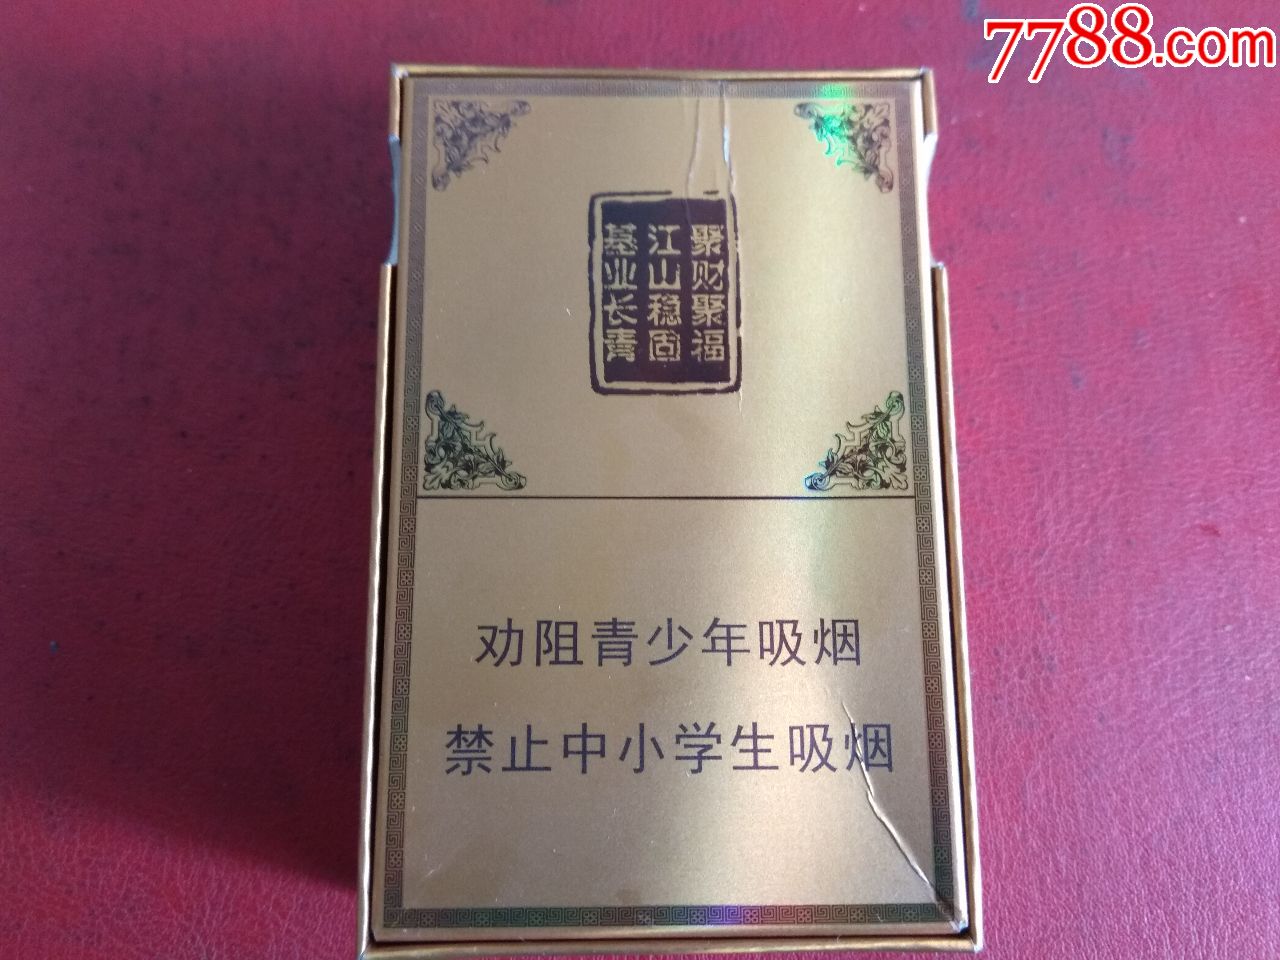 7788.com
聚财聚福
江山稳固
基业长青
劝阻青少年吸烟
禁止中小学生吸烟